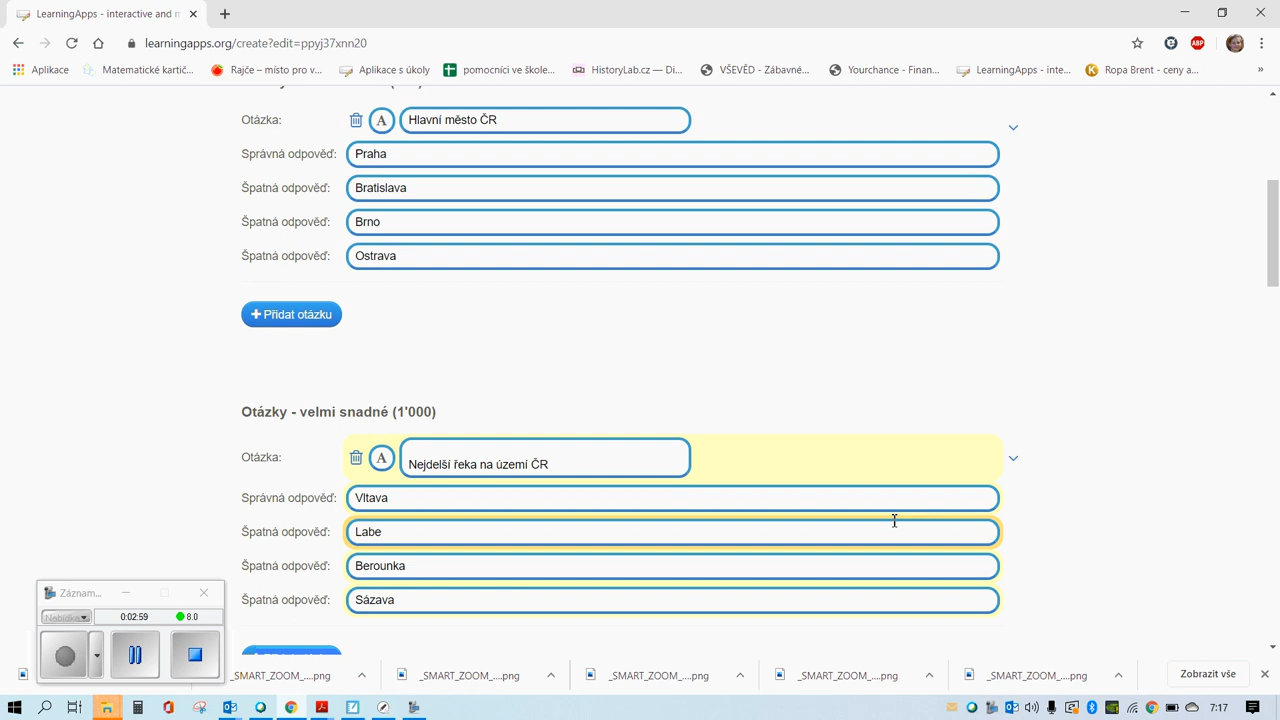 LearningApps - interactive and m
learningapps.org/create?edit=ppyj37xnn20
ABP
Aplikace
Matematické kartič...
Rajče – místo pro v...
Aplikace s úkoly
pomocníci ve škole...
HistoryLab.cz — Di...
VŠEVĚD - Zábavné...
Yourchance - Finan...
LearningApps - inte...
Ropa Brent - ceny a...
»
Otázka:
A
Hlavní město ČR
Správná odpověď:
Praha
Špatná odpověď:
Bratislava
Špatná odpověď:
Brno
Špatná odpověď:
Ostrava
+ Přidat otázku
Otázky - velmi snadné (1'000)
Otázka:
A
Nejdelší řeka na území ČR
Správná odpověď:
Vltava
Špatná odpověď:
Labe
Špatná odpověď:
Berounka
Špatná odpověď:
Sázava
Záznam...
Nabídka
0:02:59
8.0
_SMART_ZOOM_....png
_SMART_ZOOM_....png
_SMART_ZOOM_....png
_SMART_ZOOM_....png
_SMART_ZOOM_....png
Zobrazit vše
7:17